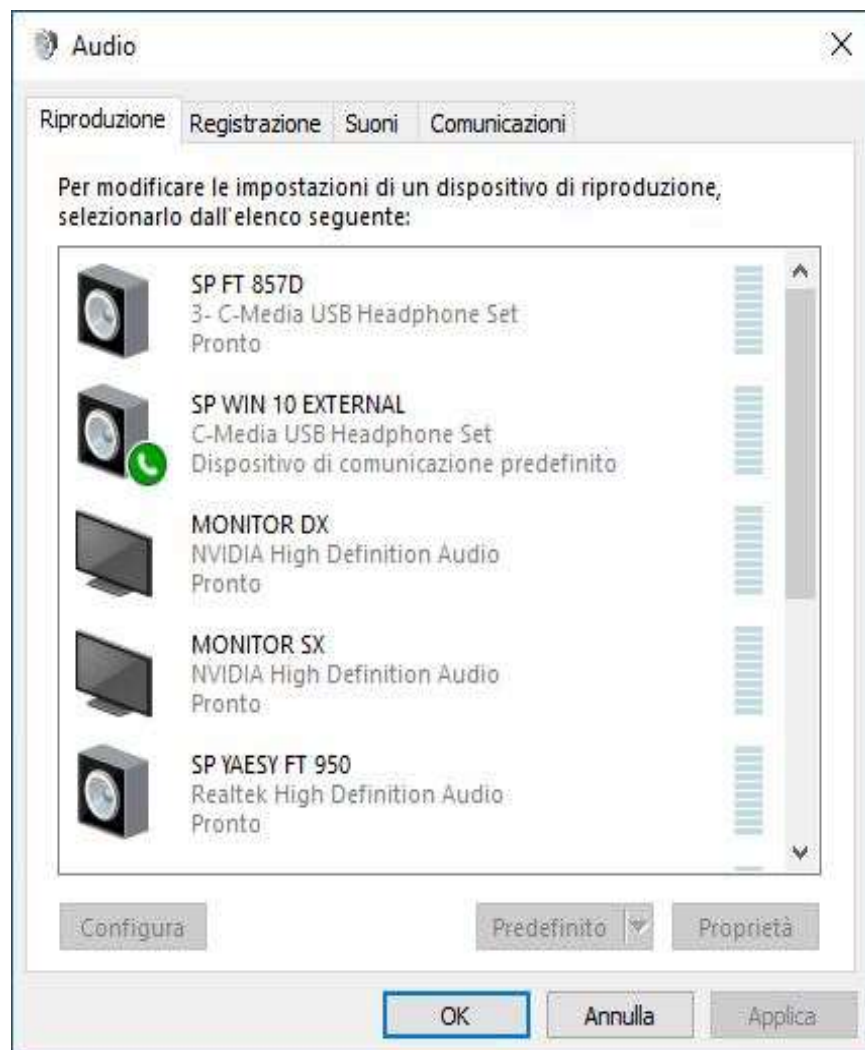 Audio
Riproduzione Registrazione Suoni Comunicazioni
Per modificare le impostazioni di un dispositivo di riproduzione,
selezionarlo dall'elenco seguente:
SP FT 857D
3- C-Media USB Headphone Set
Pronto
SP WIN 10 EXTERNAL
C-Media USB Headphone Set
Dispositivo di comunicazione predefinito
MONITOR DX
NVIDIA High Definition Audio
Pronto
MONITOR SX
NVIDIA High Definition Audio
Pronto
SP YAESY FT 950
Realtek High Definition Audio
Pronto
Configura Predefinito Proprietà
OK Annulla Applica